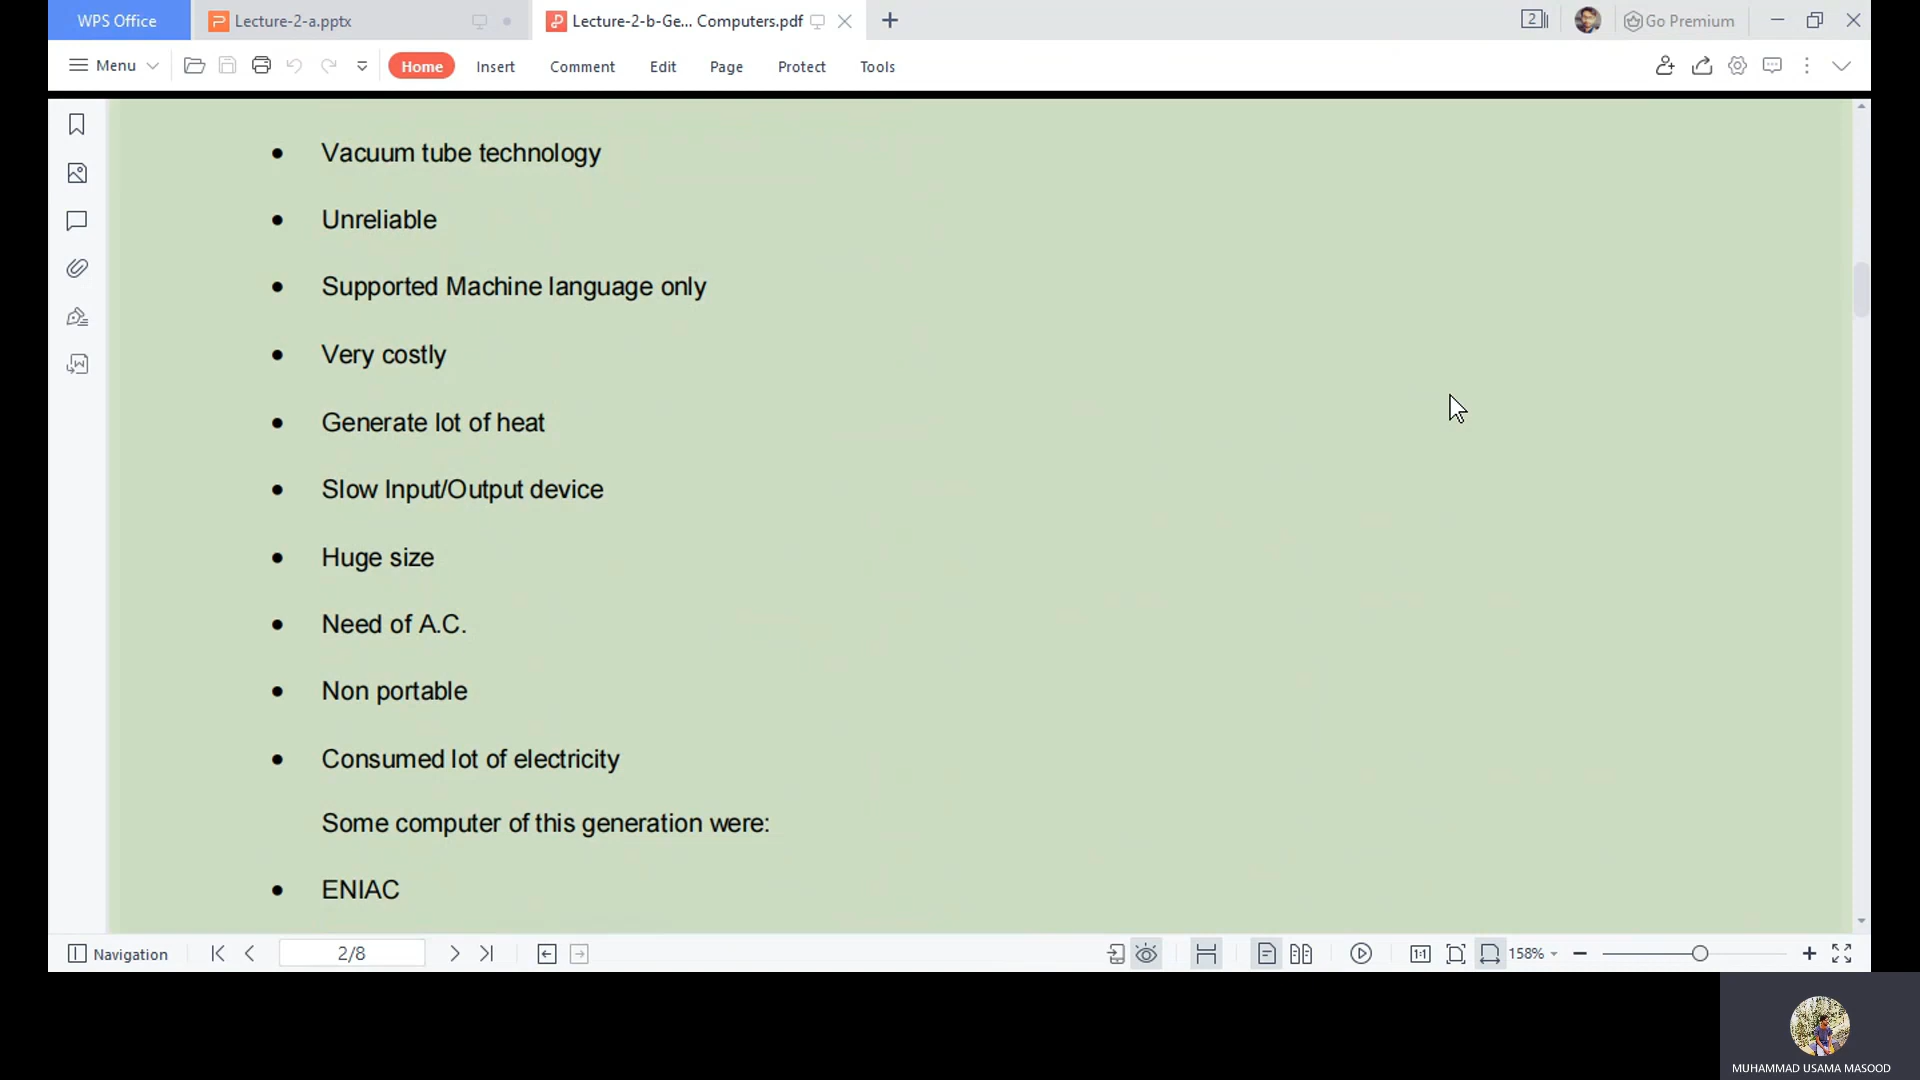 WPS Office
Lecture-2-a.pptx
Lecture-2-b-Ge... Computers.pdf
2
Go Premium
Menu
Home
Insert
Comment
Edit
Page
Protect
Tools
• Vacuum tube technology
• Unreliable
• Supported Machine language only
• Very costly
• Generate lot of heat
• Slow Input/Output device
• Huge size
• Need of A.C.
• Non portable
• Consumed lot of electricity
Some computer of this generation were:
• ENIAC
Navigation
2/8
1:1
158%
MUHAMMAD USAMA MASOOD